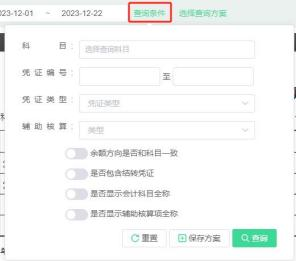 23-12-01 ~ 2023-12-22 查询条件 选择查询方案
科目： 选择查询科目
凭证编号： 至
凭证类型： 凭证类型
辅助核算： 类型
余额方向是否和科目一致
是否包含结转凭证
是否显示会计科目全称
是否显示辅助核算项全称
重置 保存方案 查询